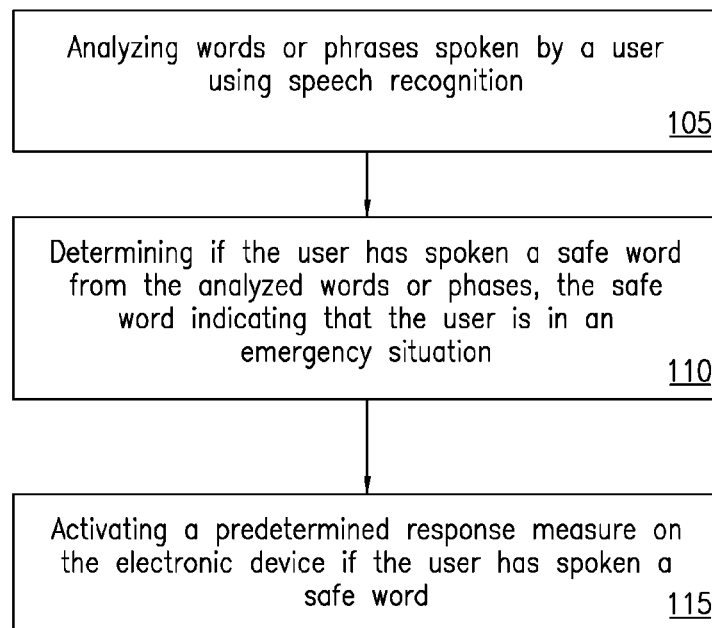 Analyzing words or phrases spoken by a user
using speech recognition
105
Determining if the user has spoken a safe word
from the analyzed words or phases, the safe
word indicating that the user is in an
emergency situation
110
Activating a predetermined response measure on
the electronic device if the user has spoken a
safe word
115